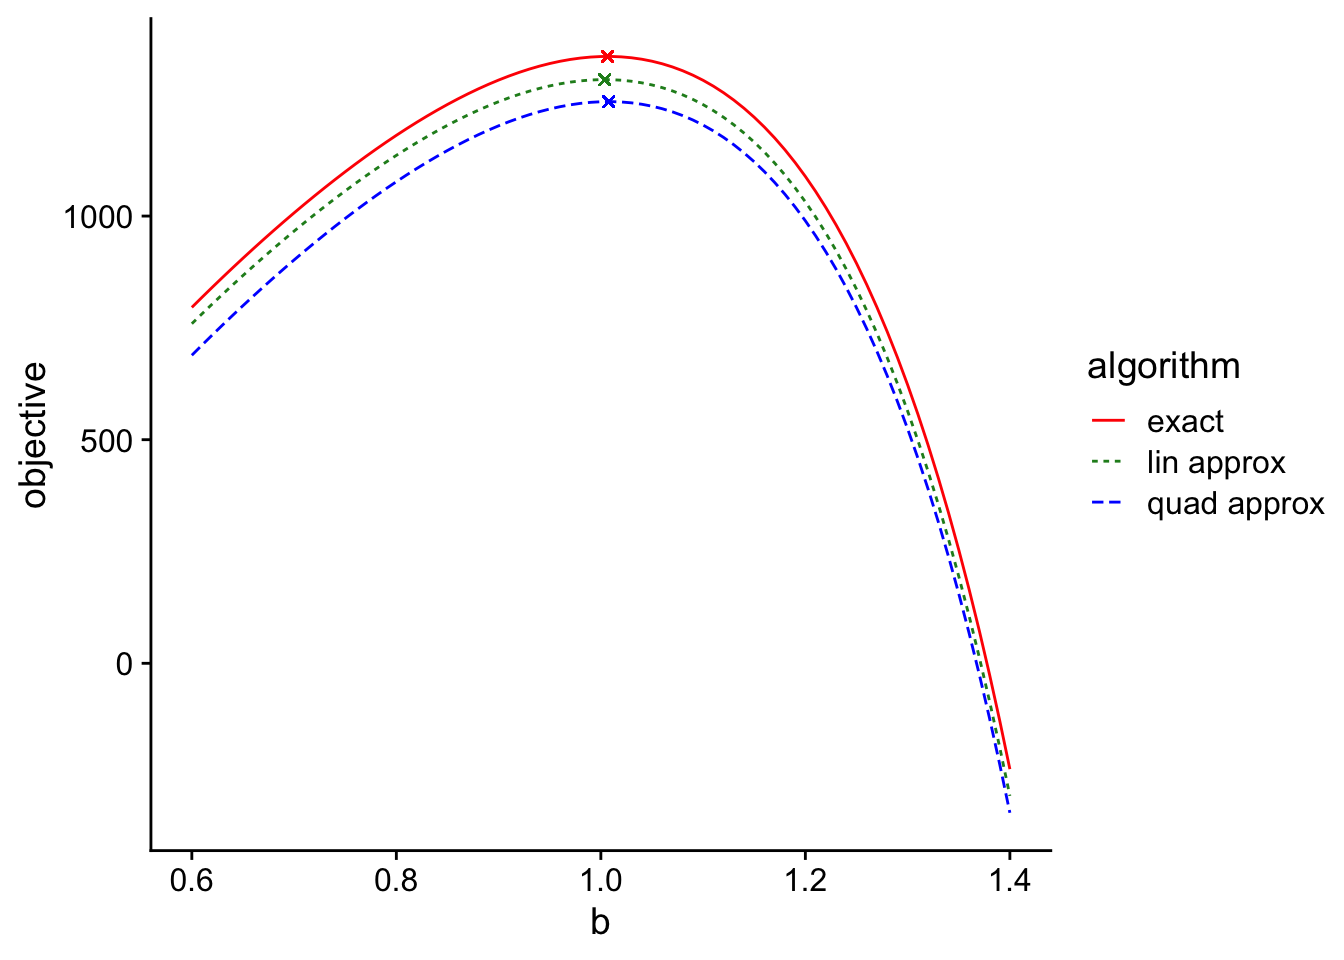 1000
500
0
objective
0.6 0.8 1.0 1.2 1.4
b
algorithm
exact
lin approx
quad approx